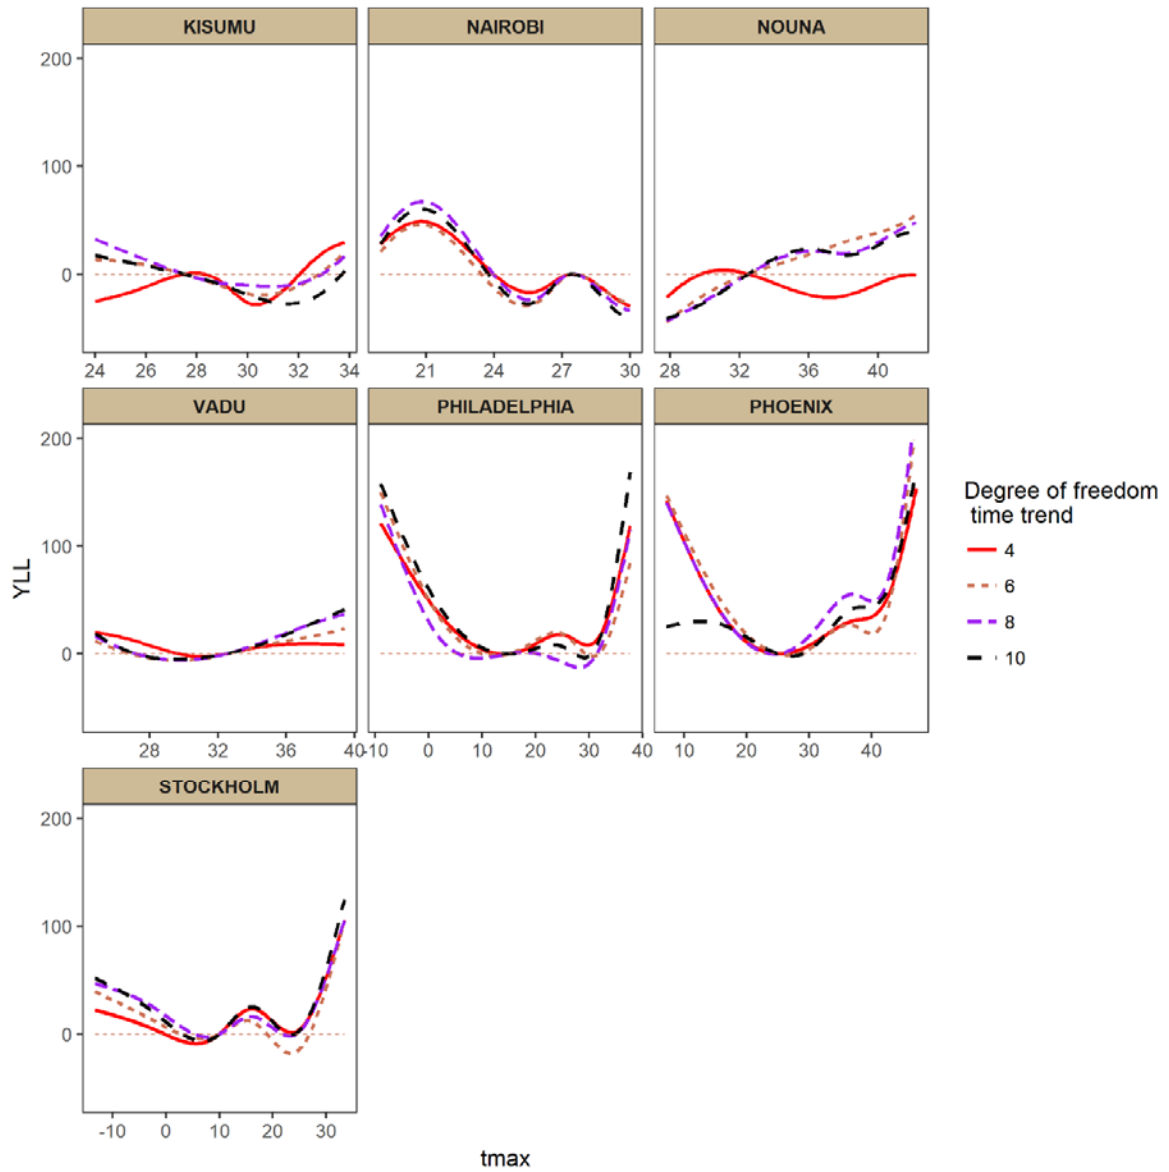 KISUMU NAIROBI NOUNA
200
100
0
24 26 28 30 32 34 21 24 27 30 28 32 36 40
VADU PHILADELPHIA PHOENIX
200
100
0
28 32 36 40 -10 0 10 20 30 40 10 20 30 40
YLL
Degree of freedom
time trend
4
6
8
10
STOCKHOLM
200
100
0
-10 0 10 20 30
tmax